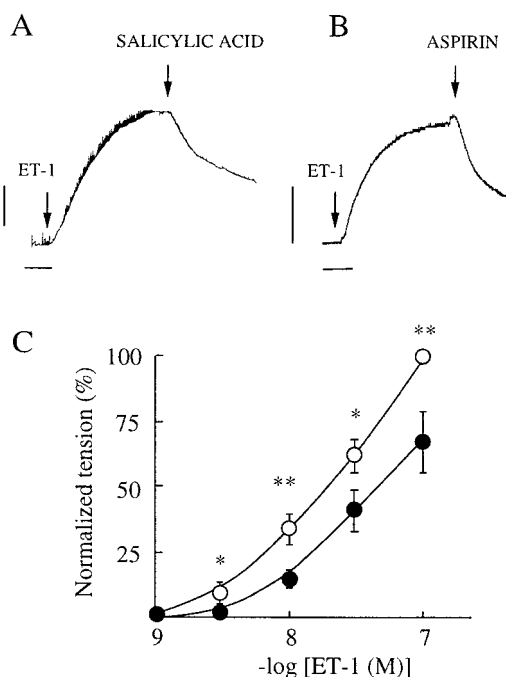 A
B
SALICYLIC ACID
ASPIRIN
ET-1
ET-1
C
Normalized tension (%)
100
75
50
25
*
**
*
**
9
8
7
-log [ET-1 (M)]